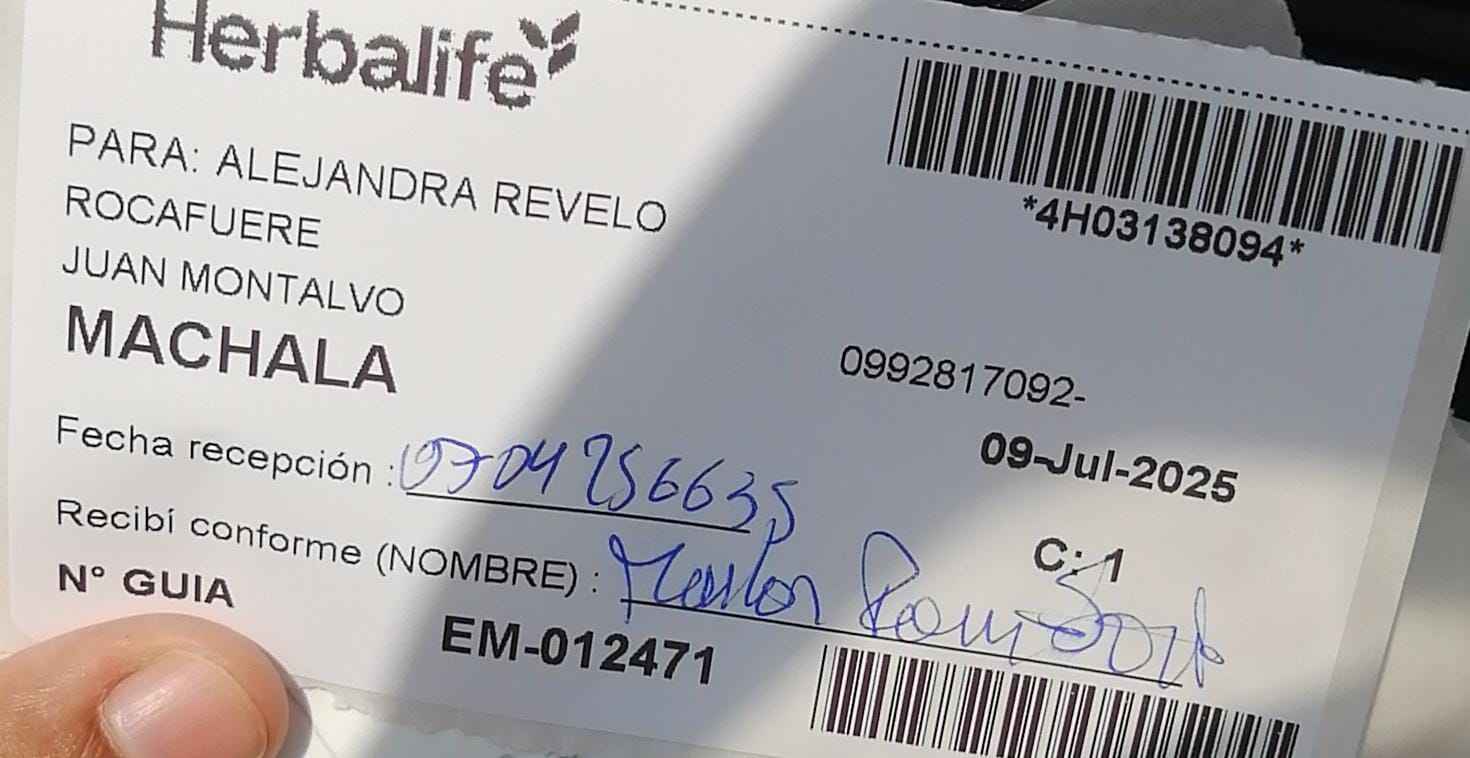 Herbalife
*4H03138094*
PARA: ALEJANDRA REVELO
ROCAFUERE
JUAN MONTALVO
MACHALA
0992817092-
09-Jul-2025
Fecha recepción : 0704256635
C: 1
Recibí conforme (NOMBRE) : Marlon
N° GUIA
EM-012471